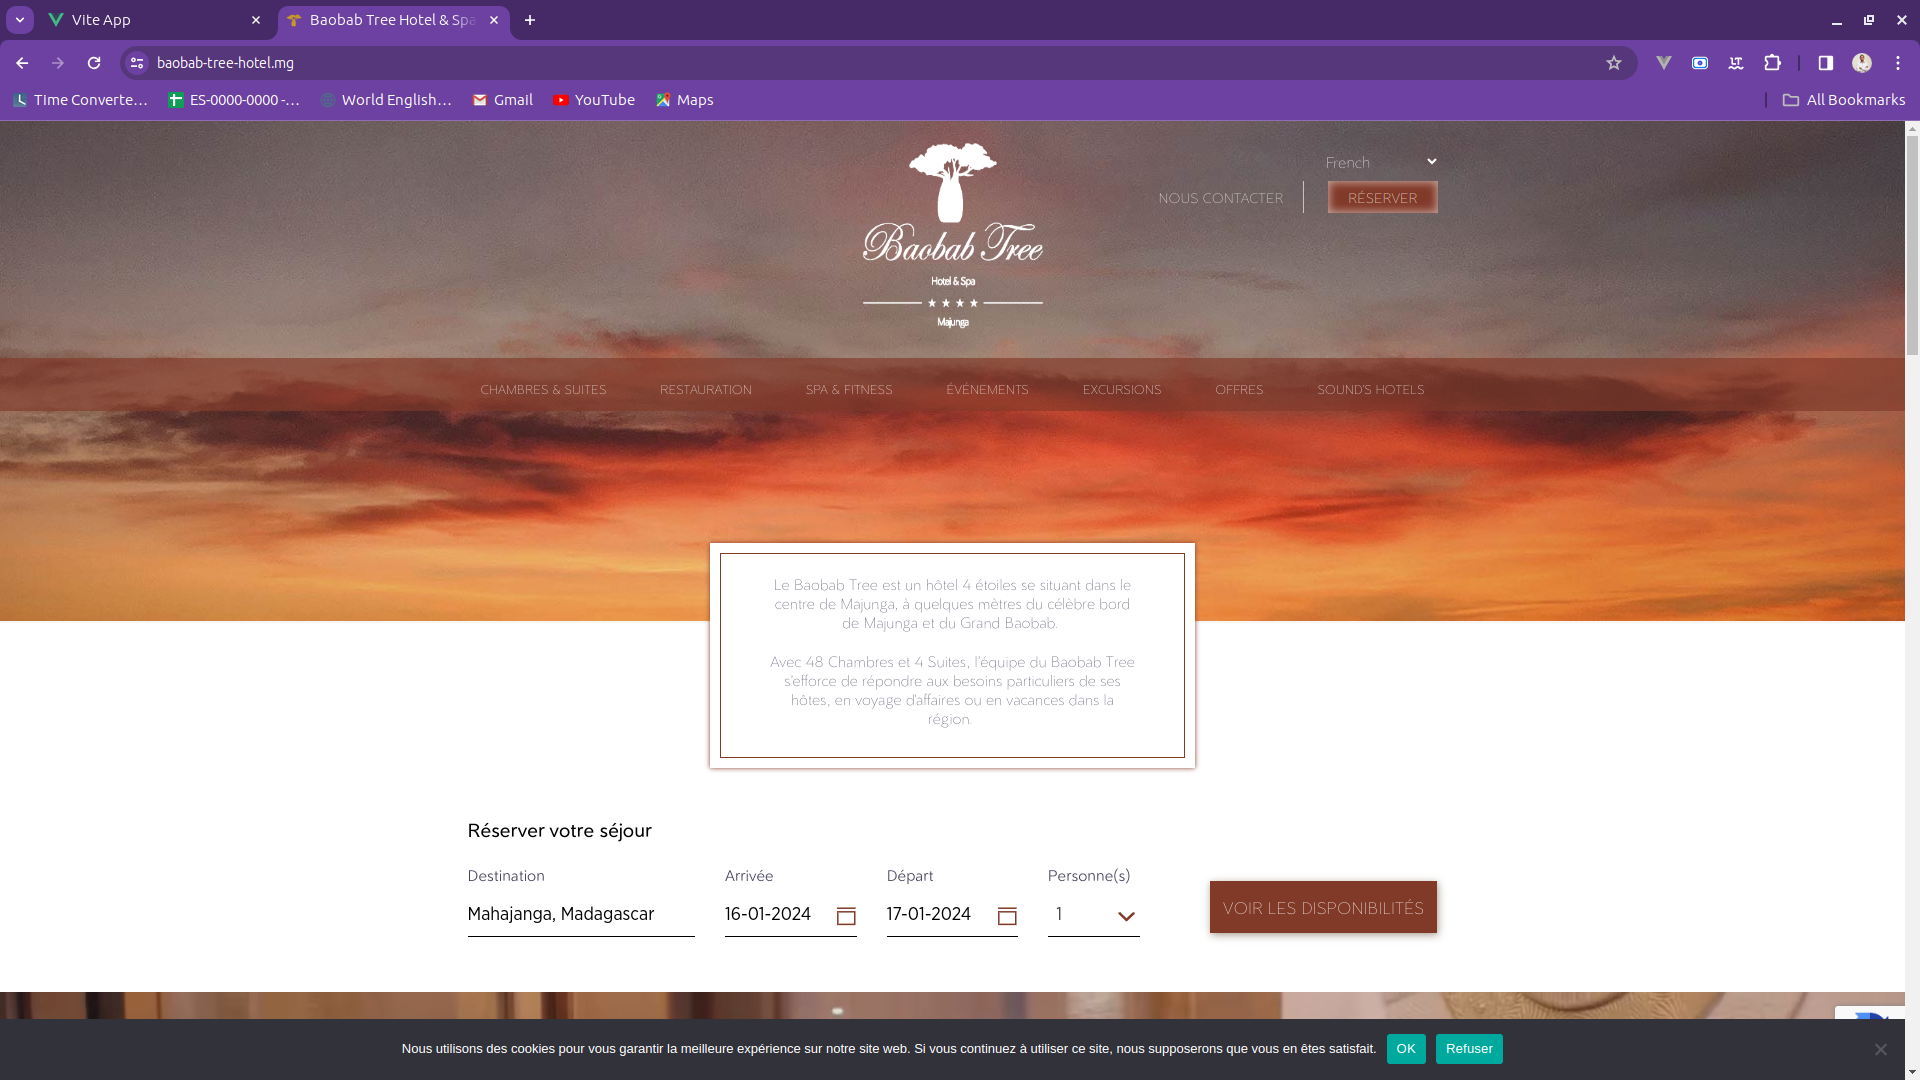 Vite App
Baobab Tree Hotel & Spa
baobab-tree-hotel.mg
Time Converte...
ES-0000-0000 -...
World English...
Gmail
YouTube
Maps
All Bookmarks
French
NOUS CONTACTER
RÉSERVER
Baobab Tree
Hotel & Spa
Majunga
CHAMBRES & SUITES
RESTAURATION
SPA & FITNESS
ÉVÉNEMENTS
EXCURSIONS
OFFRES
SOUND'S HOTELS
Le Baobab Tree est un hôtel 4 étoiles se situant dans le
centre de Majunga, à quelques mètres du célèbre bord
de Majunga et du Grand Baobab.
Avec 48 Chambres et 4 Suites, l'équipe du Baobab Tree
s'efforce de répondre aux besoins particuliers de ses
hôtes, en voyage d'affaires ou en vacances dans la
région.
Réserver votre séjour
Destination
Arrivée
Départ
Personne(s)
Mahajanga, Madagascar
16-01-2024
17-01-2024
1
VOIR LES DISPONIBILITÉS
Nous utilisons des cookies pour vous garantir la meilleure expérience sur notre site web. Si vous continuez à utiliser ce site, nous supposerons que vous en êtes satisfait.
OK
Refuser